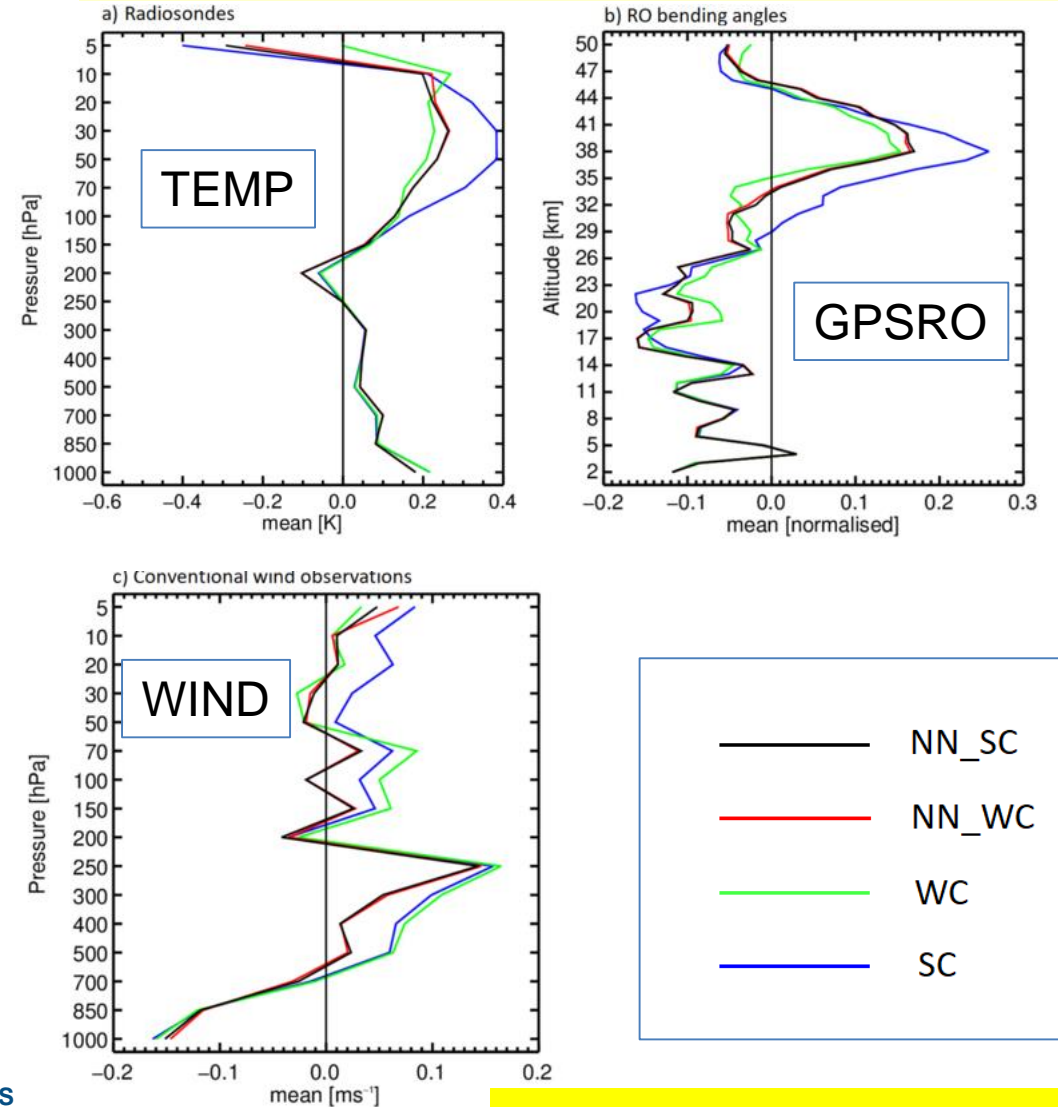 a) Radiosondes
5
10
20
30
50
70
100
150
200
250
300
400
500
700
850
1000
Pressure [hPa]
TEMP
−0.6 −0.4 −0.2 0.0 0.2 0.4
mean [K]
b) RO bending angles
50
47
44
41
38
35
32
29
26
23
20
17
14
11
8
5
2
Altitude [km]
GPSRO
−0.2 −0.1 0.0 0.1 0.2 0.3
mean [normalised]
c) Conventional wind observations
5
10
20
30
50
70
100
150
200
250
300
400
500
700
850
1000
Pressure [hPa]
WIND
−0.2 −0.1 0.0 0.1 0.2
mean [ms⁻¹]
NN_SC
NN_WC
WC
SC
s